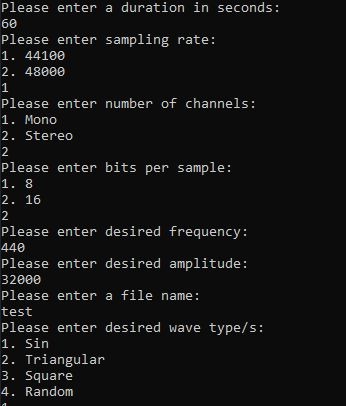 Please enter a duration in seconds:
60
Please enter sampling rate:
1. 44100
2. 48000
1
Please enter number of channels:
1. Mono
2. Stereo
2
Please enter bits per sample:
1. 8
2. 16
2
Please enter desired frequency:
440
Please enter desired amplitude:
32000
Please enter a file name:
test
Please enter desired wave type/s:
1. Sin
2. Triangular
3. Square
4. Random